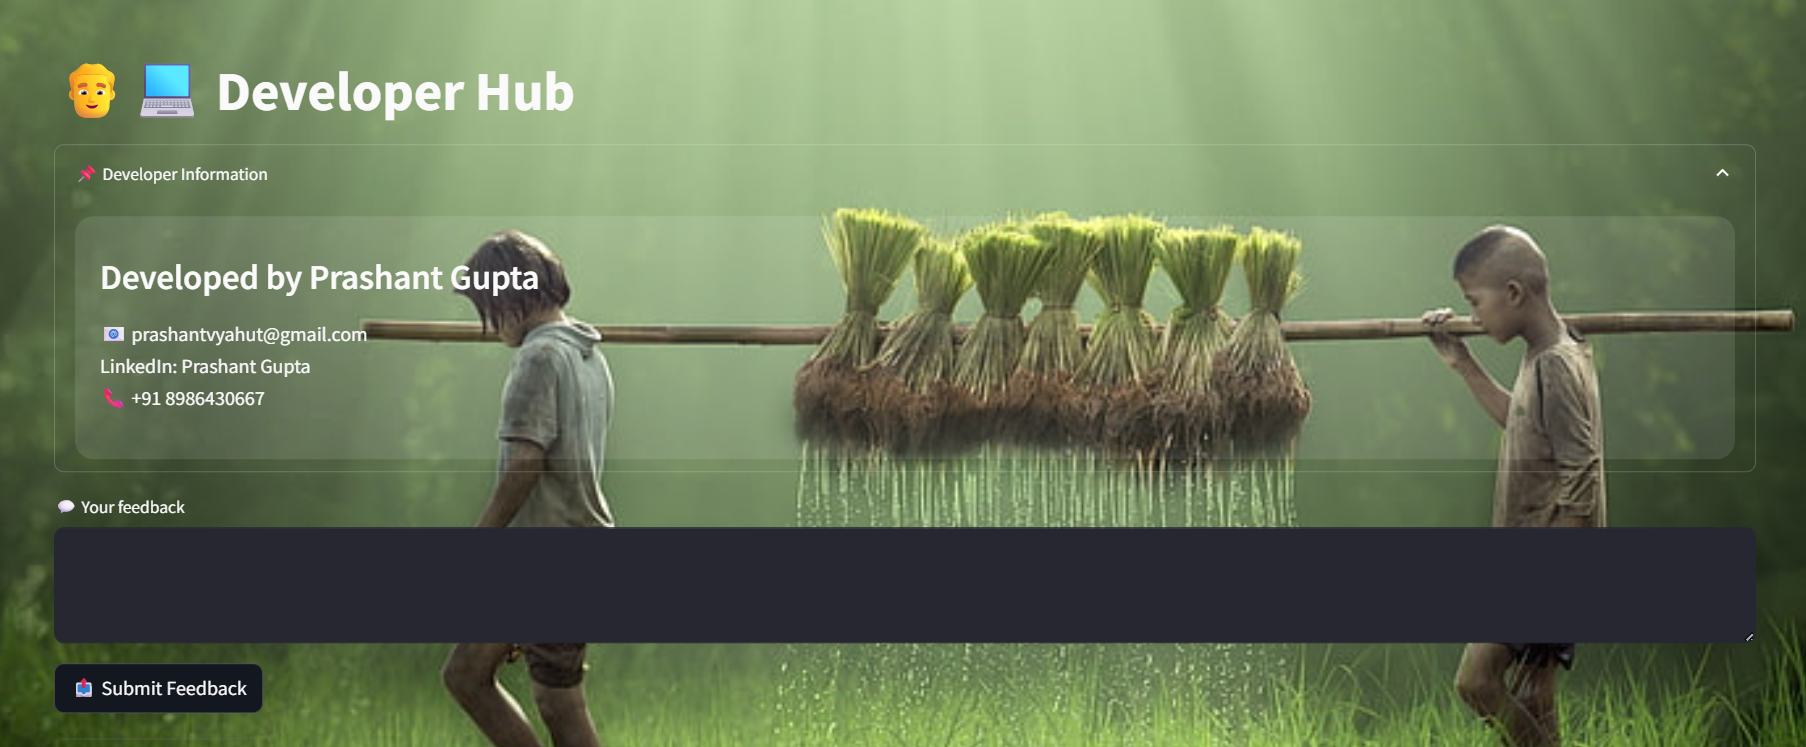 Developer Hub
Developer Information
Developed by Prashant Gupta
prashantvyahut@gmail.com
LinkedIn: Prashant Gupta
+91 8986430667
Your feedback
Submit Feedback